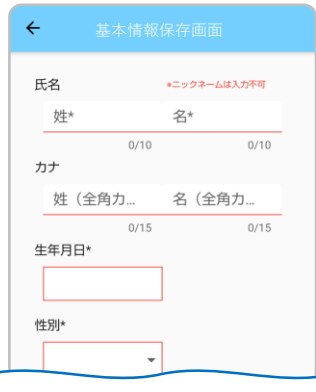 基本情報保存画面
氏名 *ニックネームは入力不可
姓* 名*
0/10 0/10
カナ
姓（全角カ... 名（全角カ...
0/15 0/15
生年月日*
性別*